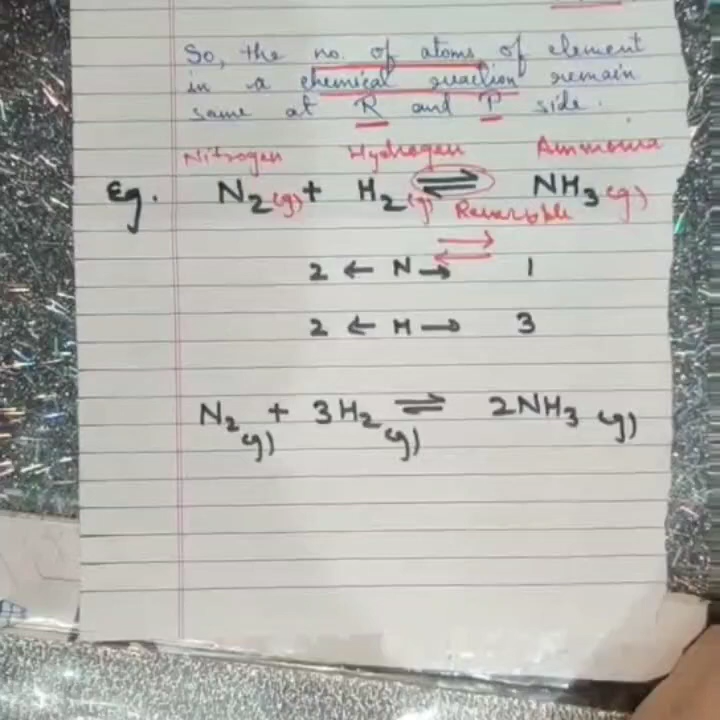 So, the no. of atoms of element
in a chemical reaction remain
same at R and P side.
Nitrogen Hydrogen Ammonia
Eg. N₂(g) + H₂(g) ⇌ NH₃(g)
Reversible
⇌
2 ← N → 1
2 ← H → 3
N₂(g) + 3H₂(g) ⇌ 2NH₃(g)